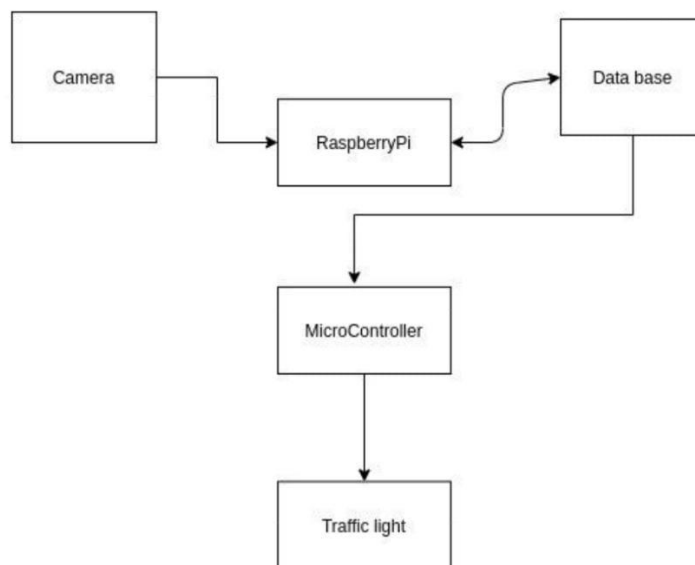 Camera
Data base
RaspberryPi
MicroController
Traffic light